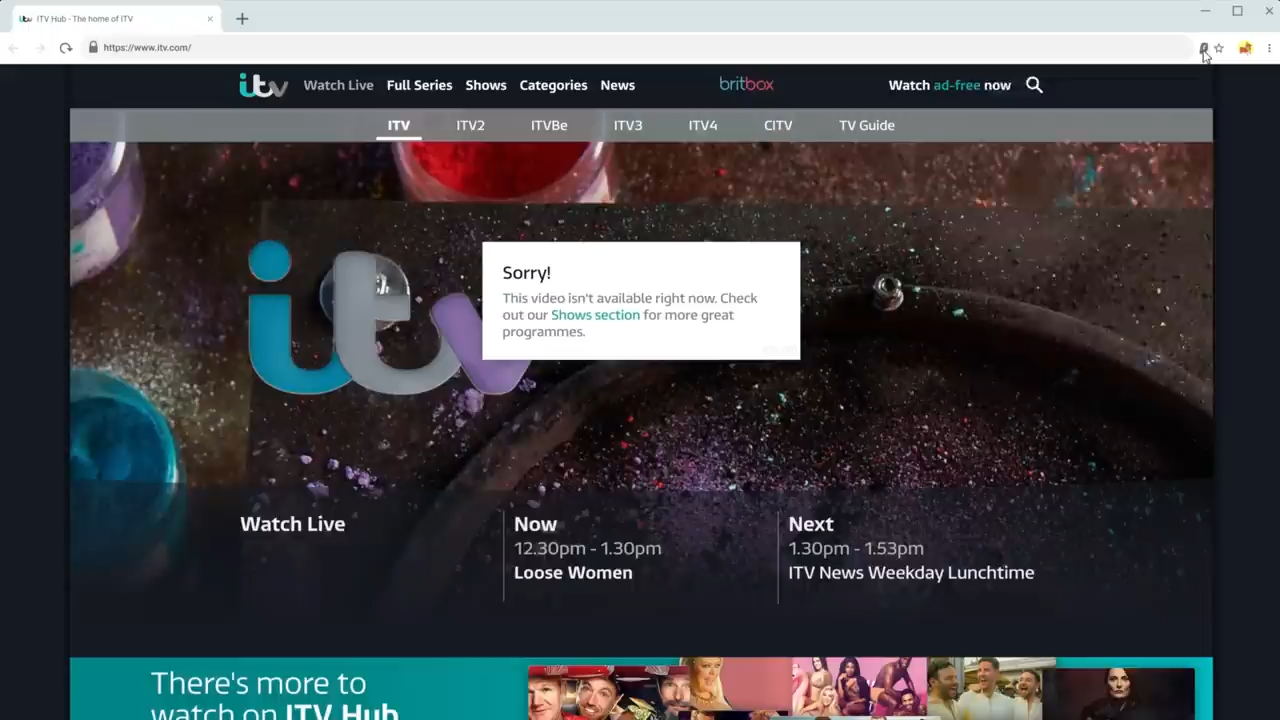 itv ITV Hub - The home of ITV
https://www.itv.com/
itv Watch Live Full Series Shows Categories News britbox Watch ad-free now
ITV ITV2 ITVBe ITV3 ITV4 CITV TV Guide
itv
Sorry!
This video isn't available right now. Check
out our Shows section for more great
programmes.
Watch Live
Now
12.30pm - 1.30pm
Loose Women
Next
1.30pm - 1.53pm
ITV News Weekday Lunchtime
There's more to
watch on ITV Hub